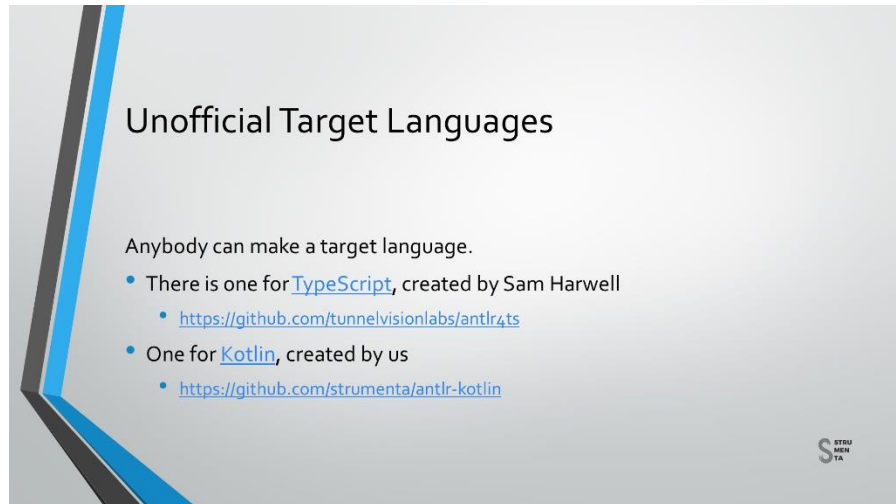 Unofficial Target Languages
Anybody can make a target language.
• There is one for TypeScript, created by Sam Harwell
• https://github.com/tunnelvisionlabs/antlr4ts
• One for Kotlin, created by us
• https://github.com/strumenta/antlr-kotlin
STRU
MEN
TA